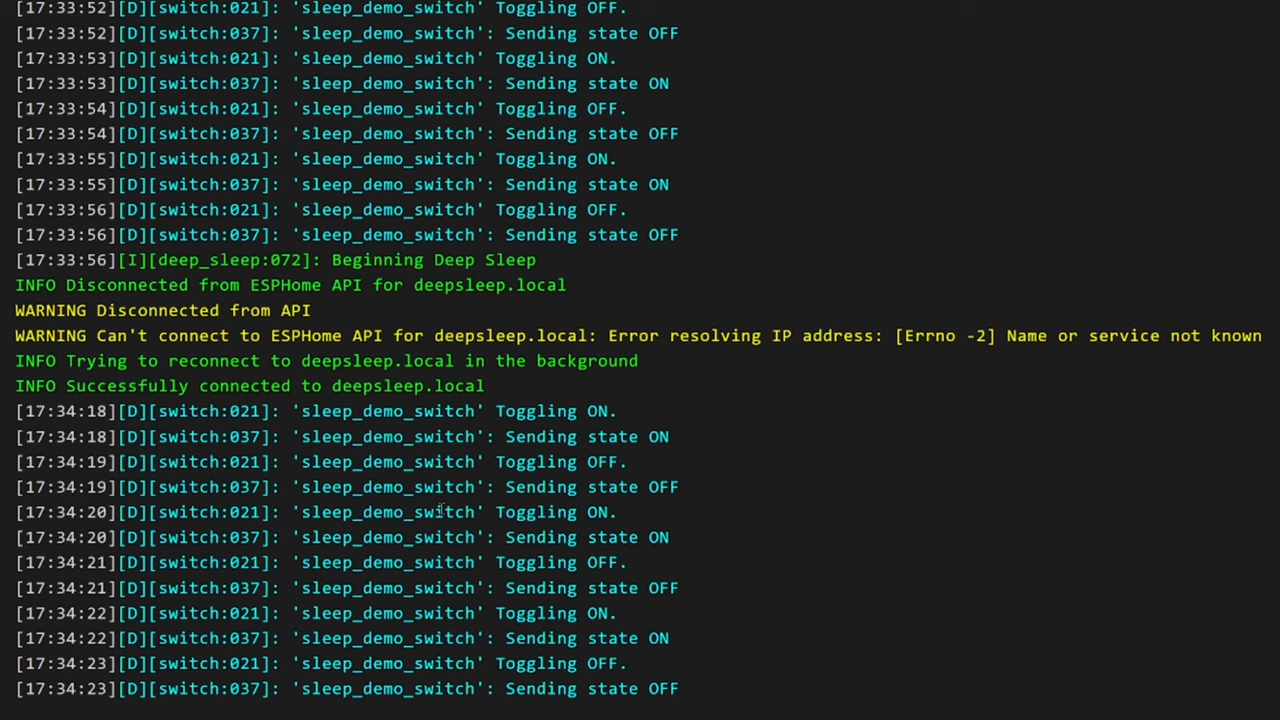 [17:33:52][D][switch:021]: 'sleep_demo_switch' Toggling OFF.
[17:33:52][D][switch:037]: 'sleep_demo_switch': Sending state OFF
[17:33:53][D][switch:021]: 'sleep_demo_switch' Toggling ON.
[17:33:53][D][switch:037]: 'sleep_demo_switch': Sending state ON
[17:33:54][D][switch:021]: 'sleep_demo_switch' Toggling OFF.
[17:33:54][D][switch:037]: 'sleep_demo_switch': Sending state OFF
[17:33:55][D][switch:021]: 'sleep_demo_switch' Toggling ON.
[17:33:55][D][switch:037]: 'sleep_demo_switch': Sending state ON
[17:33:56][D][switch:021]: 'sleep_demo_switch' Toggling OFF.
[17:33:56][D][switch:037]: 'sleep_demo_switch': Sending state OFF
[17:33:56][I][deep_sleep:072]: Beginning Deep Sleep
INFO Disconnected from ESPHome API for deepsleep.local
WARNING Disconnected from API
WARNING Can't connect to ESPHome API for deepsleep.local: Error resolving IP address: [Errno -2] Name or service not known
INFO Trying to reconnect to deepsleep.local in the background
INFO Successfully connected to deepsleep.local
[17:34:18][D][switch:021]: 'sleep_demo_switch' Toggling ON.
[17:34:18][D][switch:037]: 'sleep_demo_switch': Sending state ON
[17:34:19][D][switch:021]: 'sleep_demo_switch' Toggling OFF.
[17:34:19][D][switch:037]: 'sleep_demo_switch': Sending state OFF
[17:34:20][D][switch:021]: 'sleep_demo_switch' Toggling ON.
[17:34:20][D][switch:037]: 'sleep_demo_switch': Sending state ON
[17:34:21][D][switch:021]: 'sleep_demo_switch' Toggling OFF.
[17:34:21][D][switch:037]: 'sleep_demo_switch': Sending state OFF
[17:34:22][D][switch:021]: 'sleep_demo_switch' Toggling ON.
[17:34:22][D][switch:037]: 'sleep_demo_switch': Sending state ON
[17:34:23][D][switch:021]: 'sleep_demo_switch' Toggling OFF.
[17:34:23][D][switch:037]: 'sleep_demo_switch': Sending state OFF